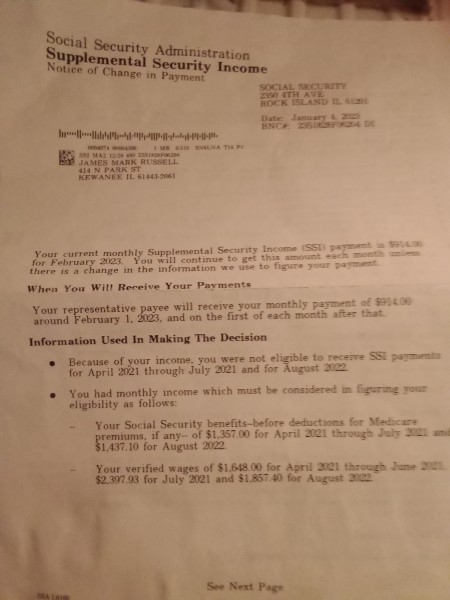 Social Security Administration
Supplemental Security Income
Notice of Change in Payment
SOCIAL SECURITY
2350 4TH AVE
ROCK ISLAND IL 61201
Date: January 4, 2023
BNC#:
JAMES MARK RUSSELL
414 N PARK ST
KEWANEE IL 61443-2661
Your current monthly Supplemental Security Income (SSI) payment is $914.00
for February 2023. You will continue to get this amount each month unless
there is a change in the information we use to figure your payment.
When You Will Receive Your Payments
Your representative payee will receive your monthly payment of $914.00
around February 1, 2023, and on the first of each month after that.
Information Used In Making The Decision
• Because of your income, you were not eligible to receive SSI payments
for April 2021 through July 2021 and for August 2022.
• You had monthly income which must be considered in figuring your
eligibility as follows:
– Your Social Security benefits–before deductions for Medicare
premiums, if any– of $1,357.00 for April 2021 through July 2021 and
$1,437.10 for August 2022.
– Your verified wages of $1,648.00 for April 2021 through June 2021,
$2,397.93 for July 2021 and $1,857.40 for August 2022.
See Next Page